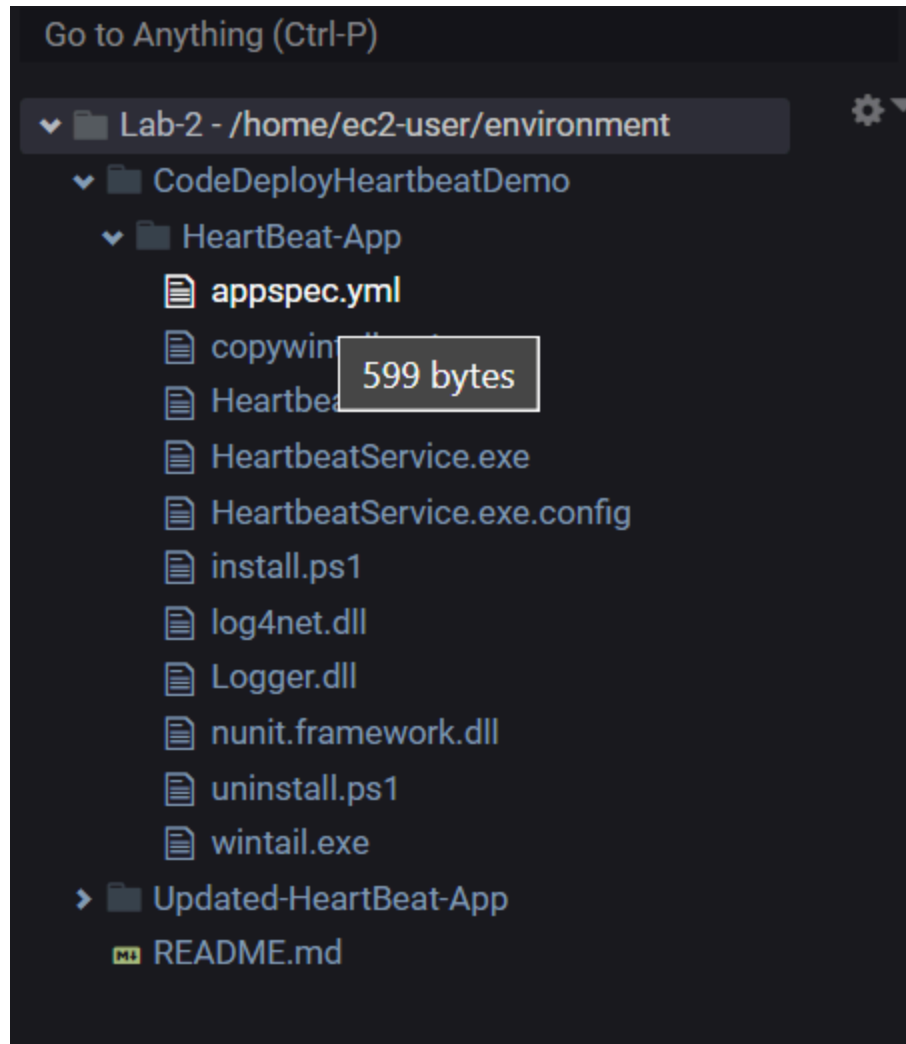 Go to Anything (Ctrl-P)
Lab-2 - /home/ec2-user/environment
CodeDeployHeartbeatDemo
HeartBeat-App
appspec.yml
599 bytes
HeartbeatService.exe
HeartbeatService.exe.config
install.ps1
log4net.dll
Logger.dll
nunit.framework.dll
uninstall.ps1
wintail.exe
Updated-HeartBeat-App
M↓ README.md